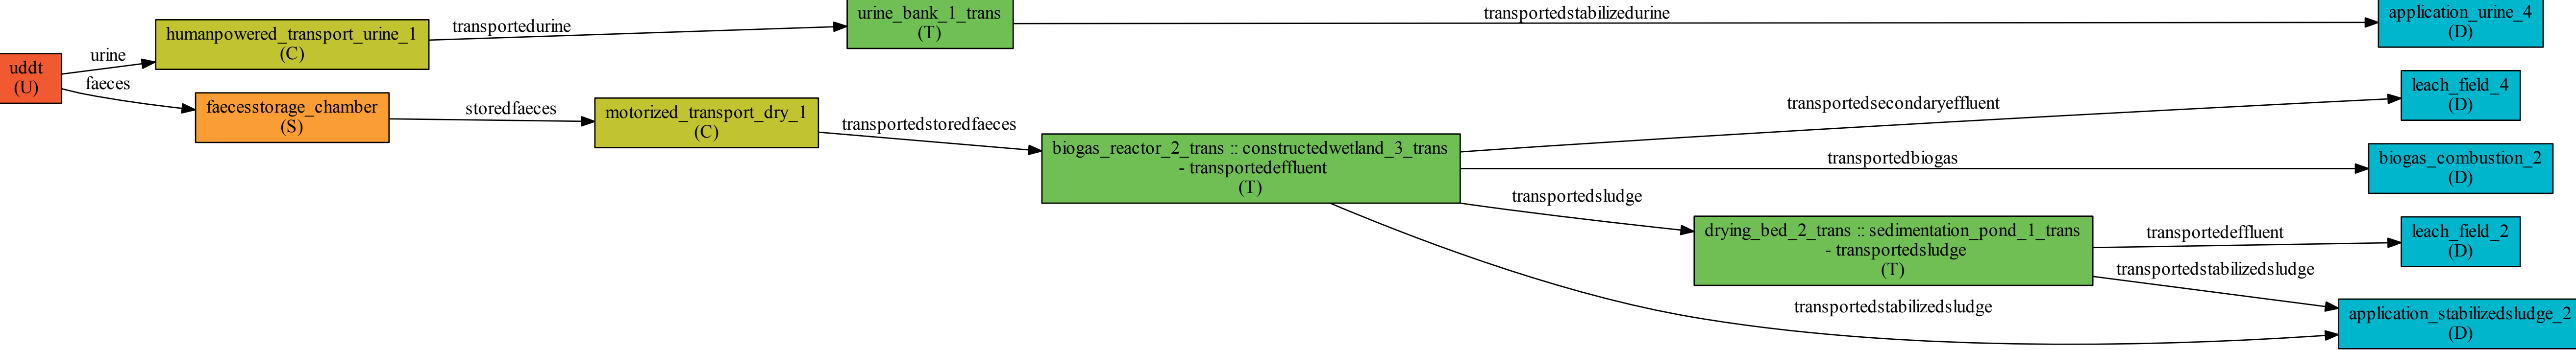 uddt
(U)
urine
faeces
humanpowered_transport_urine_1
(C)
transportedurine
urine_bank_1_trans
(T)
transportedstabilizedurine
application_urine_4
(D)
faecesstorage_chamber
(S)
storedfaeces
motorized_transport_dry_1
(C)
transportedstoredfaeces
biogas_reactor_2_trans :: constructedwetland_3_trans
- transportedeffluent
(T)
transportedsecondaryeffluent
leach_field_4
(D)
transportedbiogas
biogas_combustion_2
(D)
transportedsludge
drying_bed_2_trans :: sedimentation_pond_1_trans
- transportedsludge
(T)
transportedeffluent
leach_field_2
(D)
transportedstabilizedsludge
transportedstabilizedsludge
application_stabilizedsludge_2
(D)